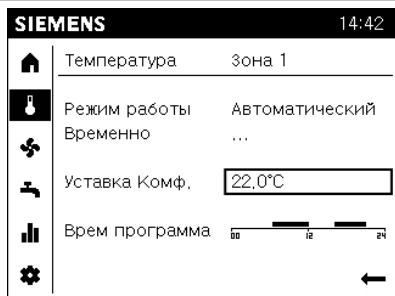 SIEMENS 14:42
Температура Зона 1
Режим работы Автоматический
Временно ...
Уставка Комф. 22,0°C
Врем программа 00 12 24